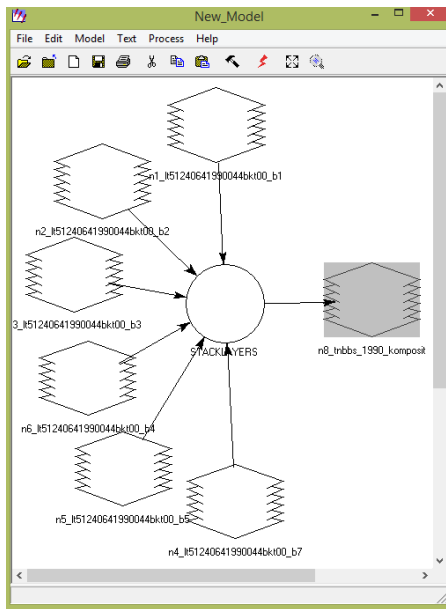 New_Model
File Edit Model Text Process Help
n1_lt51240641990044bkt00_b1
n2_lt51240641990044bkt00_b2
3_lt51240641990044bkt00_b3
STACKLAYERS
n8_tnbbs_1990_komposit
n6_lt51240641990044bkt00_b4
n5_lt51240641990044bkt00_b5
n4_lt51240641990044bkt00_b7